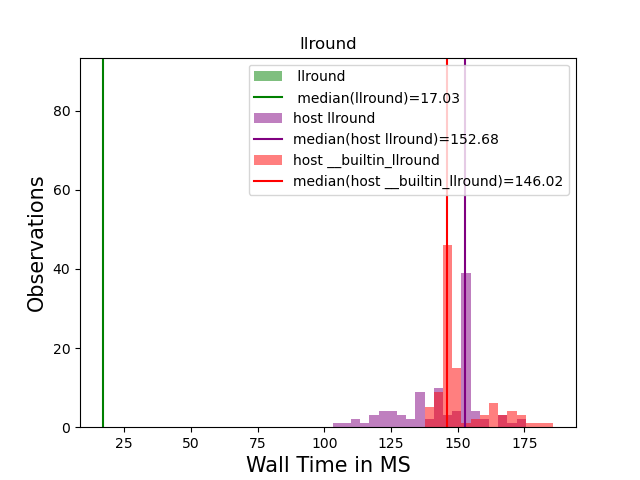 llround
llround
median(llround)=17.03
host llround
median(host llround)=152.68
host __builtin_llround
median(host __builtin_llround)=146.02
Observations
80
60
40
20
0
25 50 75 100 125 150 175
Wall Time in MS